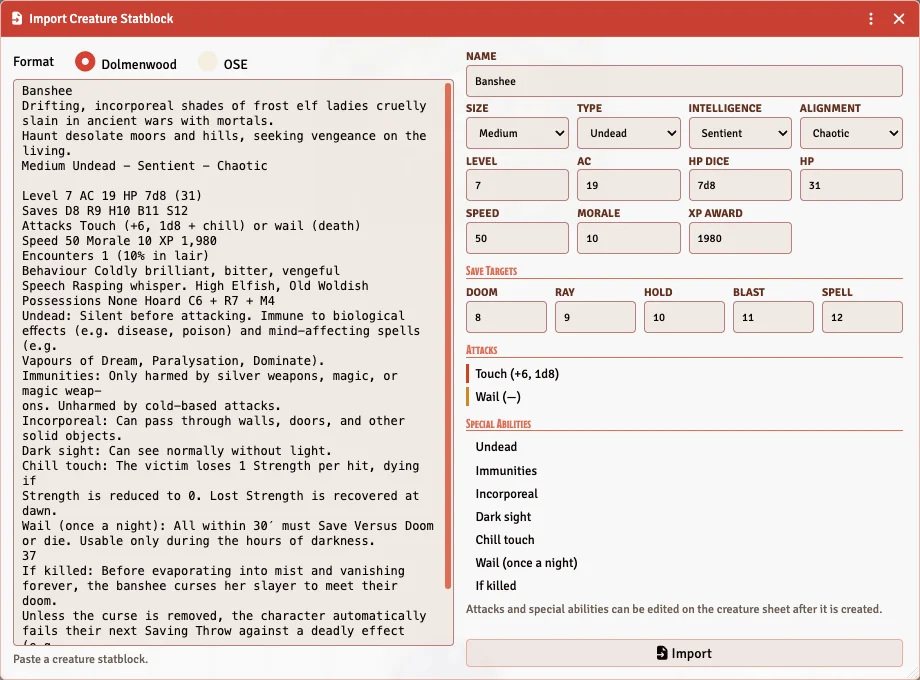 Import Creature Statblock
Format
Dolmenwood
OSE
Banshee
Drifting, incorporeal shades of frost elf ladies cruelly
slain in ancient wars with mortals.
Haunt desolate moors and hills, seeking vengeance on the
living.
Medium Undead – Sentient – Chaotic
Level 7 AC 19 HP 7d8 (31)
Saves D8 R9 H10 B11 S12
Attacks Touch (+6, 1d8 + chill) or wail (death)
Speed 50 Morale 10 XP 1,980
Encounters 1 (10% in lair)
Behaviour Coldly brilliant, bitter, vengeful
Speech Rasping whisper. High Elfish, Old Woldish
Possessions None Hoard C6 + R7 + M4
Undead: Silent before attacking. Immune to biological
effects (e.g. disease, poison) and mind-affecting spells
(e.g.
Vapours of Dream, Paralysation, Dominate).
Immunities: Only harmed by silver weapons, magic, or
magic weap–
ons. Unharmed by cold-based attacks.
Incorporeal: Can pass through walls, doors, and other
solid objects.
Dark sight: Can see normally without light.
Chill touch: The victim loses 1 Strength per hit, dying
if
Strength is reduced to 0. Lost Strength is recovered at
dawn.
Wail (once a night): All within 30′ must Save Versus Doom
or die. Usable only during the hours of darkness.
37
If killed: Before evaporating into mist and vanishing
forever, the banshee curses her slayer to meet their
doom.
Unless the curse is removed, the character automatically
fails their next Saving Throw against a deadly effect
(e.g.
Paste a creature statblock.
NAME
Banshee
SIZE TYPE INTELLIGENCE ALIGNMENT
Medium Undead Sentient Chaotic
LEVEL AC HP DICE HP
7 19 7d8 31
SPEED MORALE XP AWARD
50 10 1980
SAVE TARGETS
DOOM RAY HOLD BLAST SPELL
8 9 10 11 12
ATTACKS
Touch (+6, 1d8)
Wail (—)
SPECIAL ABILITIES
Undead
Immunities
Incorporeal
Dark sight
Chill touch
Wail (once a night)
If killed
Attacks and special abilities can be edited on the creature sheet after it is created.
Import